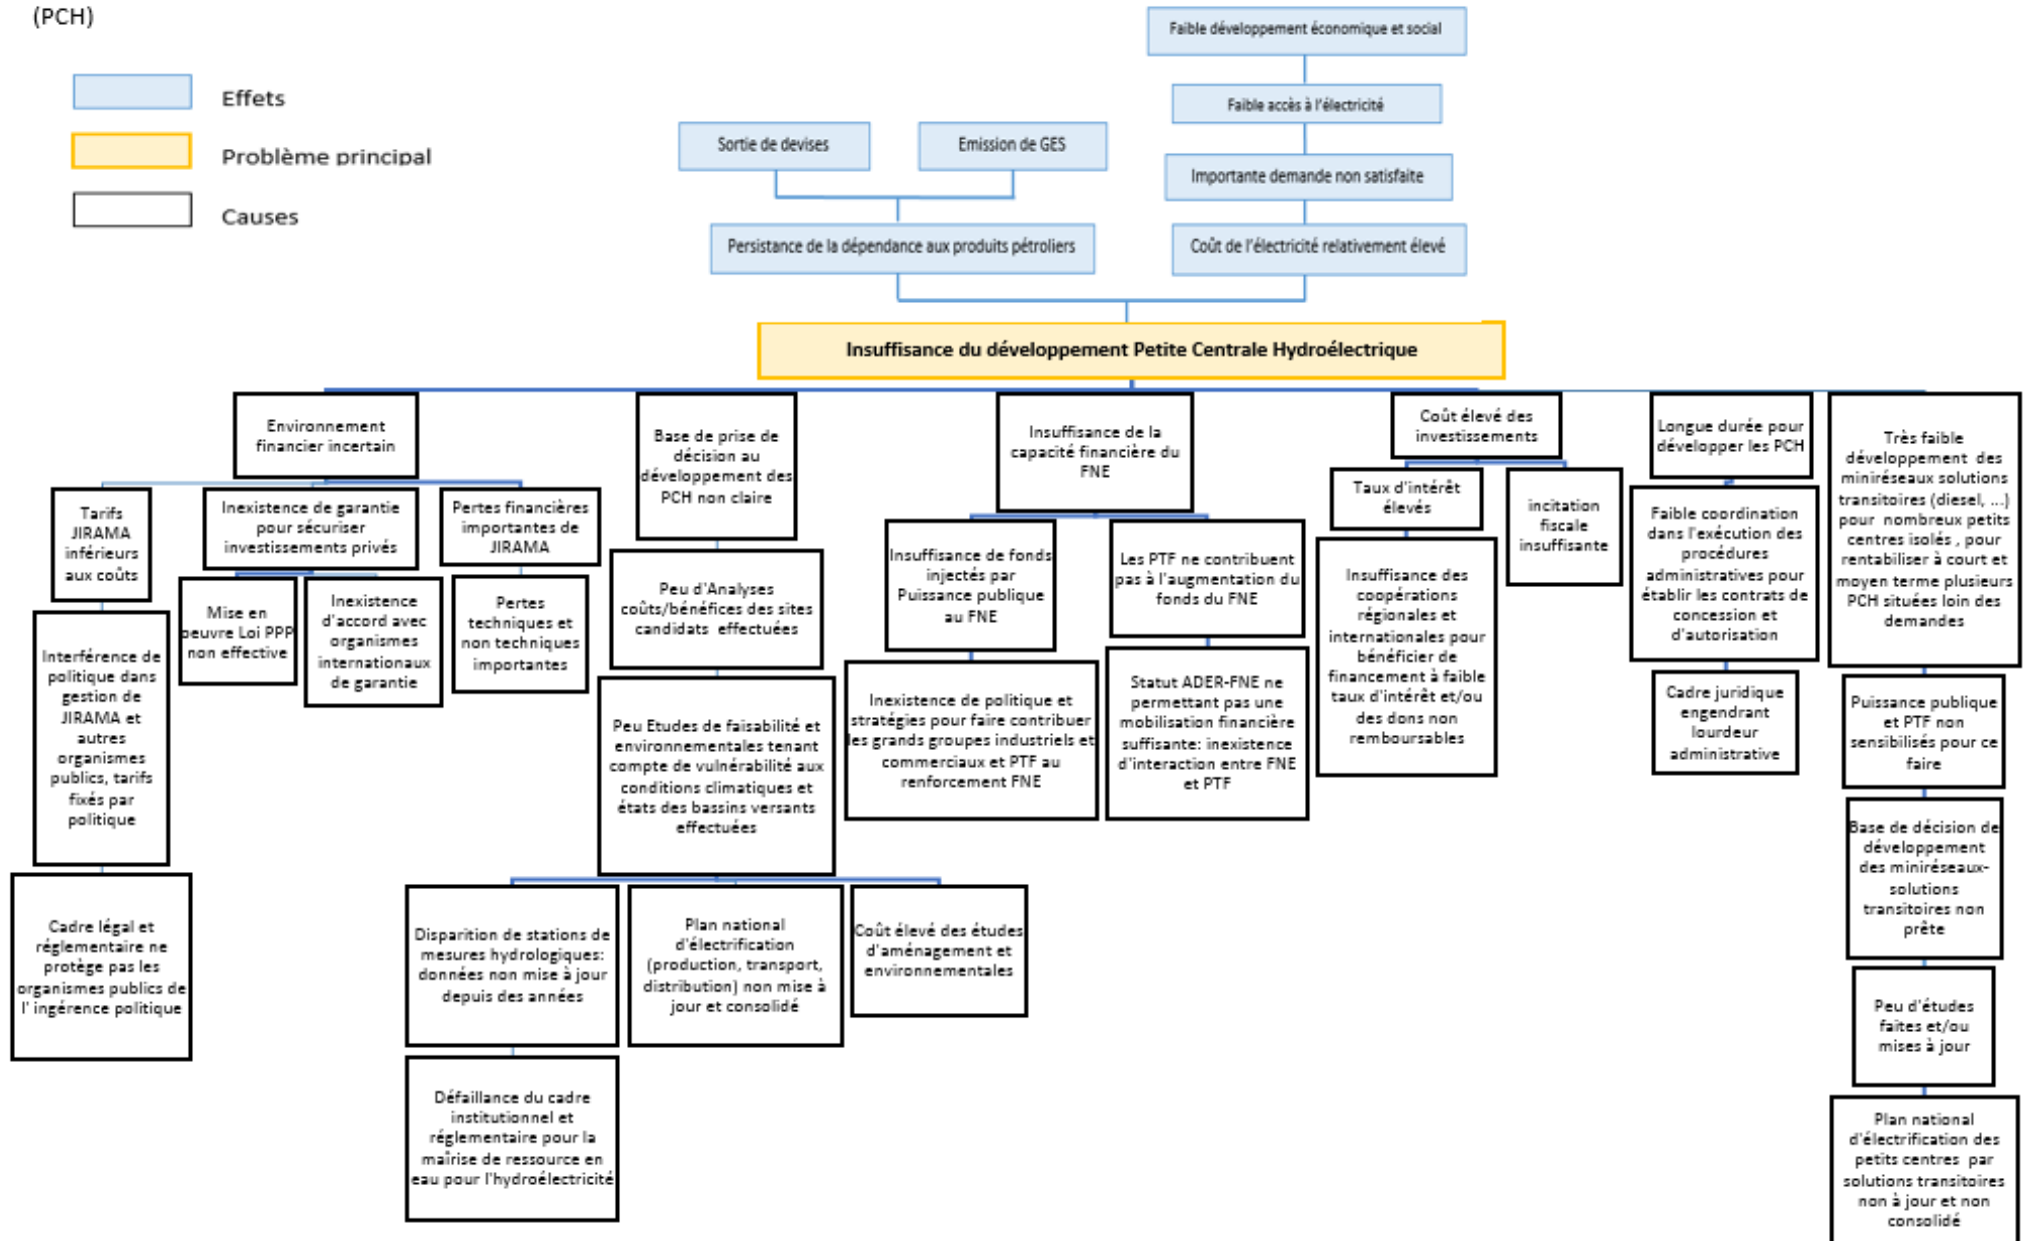 (PCH)
Effets
Problème principal
Causes
Faible développement économique et social
Faible accès à l'électricité
Sortie de devises
Emission de GES
Importante demande non satisfaite
Persistance de la dépendance aux produits pétroliers
Coût de l'électricité relativement élevé
Insuffisance du développement Petite Centrale Hydroélectrique
Environnement
financier incertain
Base de prise de
décision au
développement des
PCH non claire
Insuffisance de la
capacité financière du
FNE
Coût élevé des
investissements
Longue durée pour
développer les PCH
Très faible
développement des
miniréseaux solutions
transitoires (diesel, ...)
pour nombreux petits
centres isolés , pour
rentabiliser à court et
moyen terme plusieurs
PCH situées loin des
demandes
Tarifs
JIRAMA
inférieurs
aux coûts
Inexistence de garantie
pour sécuriser
investissements privés
Pertes financières
importantes de
JIRAMA
Taux d'intérêt
élevés
incitation
fiscale
insuffisante
Faible coordination
dans l'exécution des
procédures
administratives pour
établir les contrats de
concession et
d'autorisation
Insuffisance de fonds
injectés par
Puissance publique
au FNE
Les PTF ne contribuent
pas à l'augmentation du
fonds du FNE
Peu d'Analyses
coûts/bénéfices des sites
candidats effectuées
Insuffisance des
coopérations
régionales et
internationales pour
bénéficier de
financement à faible
taux d'intérêt et/ou
des dons non
remboursables
Mise en
oeuvre Loi PPP
non effective
Inexistence
d'accord avec
organismes
internationaux
de garantie
Pertes
techniques et
non techniques
importantes
Interférence de
politique dans
gestion de
JIRAMA et
autres
organismes
publics, tarifs
fixés par
politique
Peu Etudes de faisabilité et
environnementales tenant
compte de vulnérabilité aux
conditions climatiques et
états des bassins versants
effectuées
Inexistence de politique et
stratégies pour faire contribuer
les grands groupes industriels et
commerciaux et PTF au
renforcement FNE
Statut ADER-FNE ne
permettant pas une
mobilisation financière
suffisante: inexistence
d'interaction entre FNE
et PTF
Cadre juridique
engendrant
lourdeur
administrative
Puissance publique
et PTF non
sensibilisés pour ce
faire
Base de décision de
développement
des miniréseaux-
solutions
transitoires non
prête
Cadre légal et
réglementaire ne
protège pas les
organismes publics de
l' ingérence politique
Disparition de stations de
mesures hydrologiques:
données non mise à jour
depuis des années
Plan national
d'électrification
(production, transport,
distribution) non mise à
jour et consolidé
Coût élevé des études
d'aménagement et
environnementales
Peu d'études
faites et/ou
mises à jour
Défaillance du cadre
institutionnel et
réglementaire pour la
maîrise de ressource en
eau pour l'hydroélectricité
Plan national
d'électrification des
petits centres par
solutions transitoires
non à jour et non
consolidé